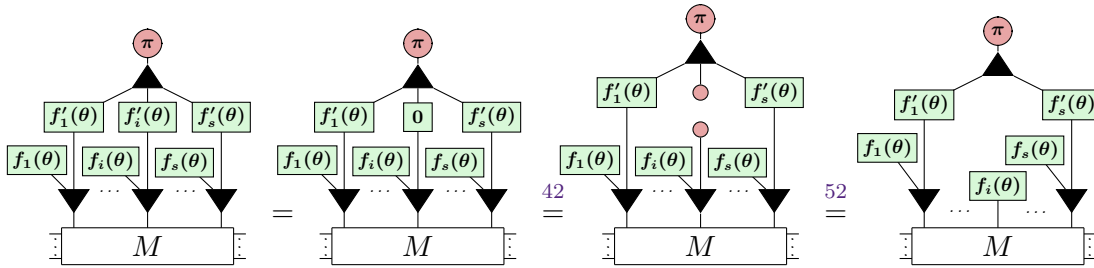 π π π π
f′₁(θ) f′ᵢ(θ) f′ₛ(θ) f′₁(θ) 0 f′ₛ(θ) f′₁(θ) f′ₛ(θ) f′₁(θ) f′ₛ(θ)
f₁(θ) fᵢ(θ) fₛ(θ) f₁(θ) fᵢ(θ) fₛ(θ) f₁(θ) fᵢ(θ) fₛ(θ) f₁(θ) fₛ(θ)
... ... ... ... ... ... ... fᵢ(θ) ...
= 42 = 52 =
M M M M